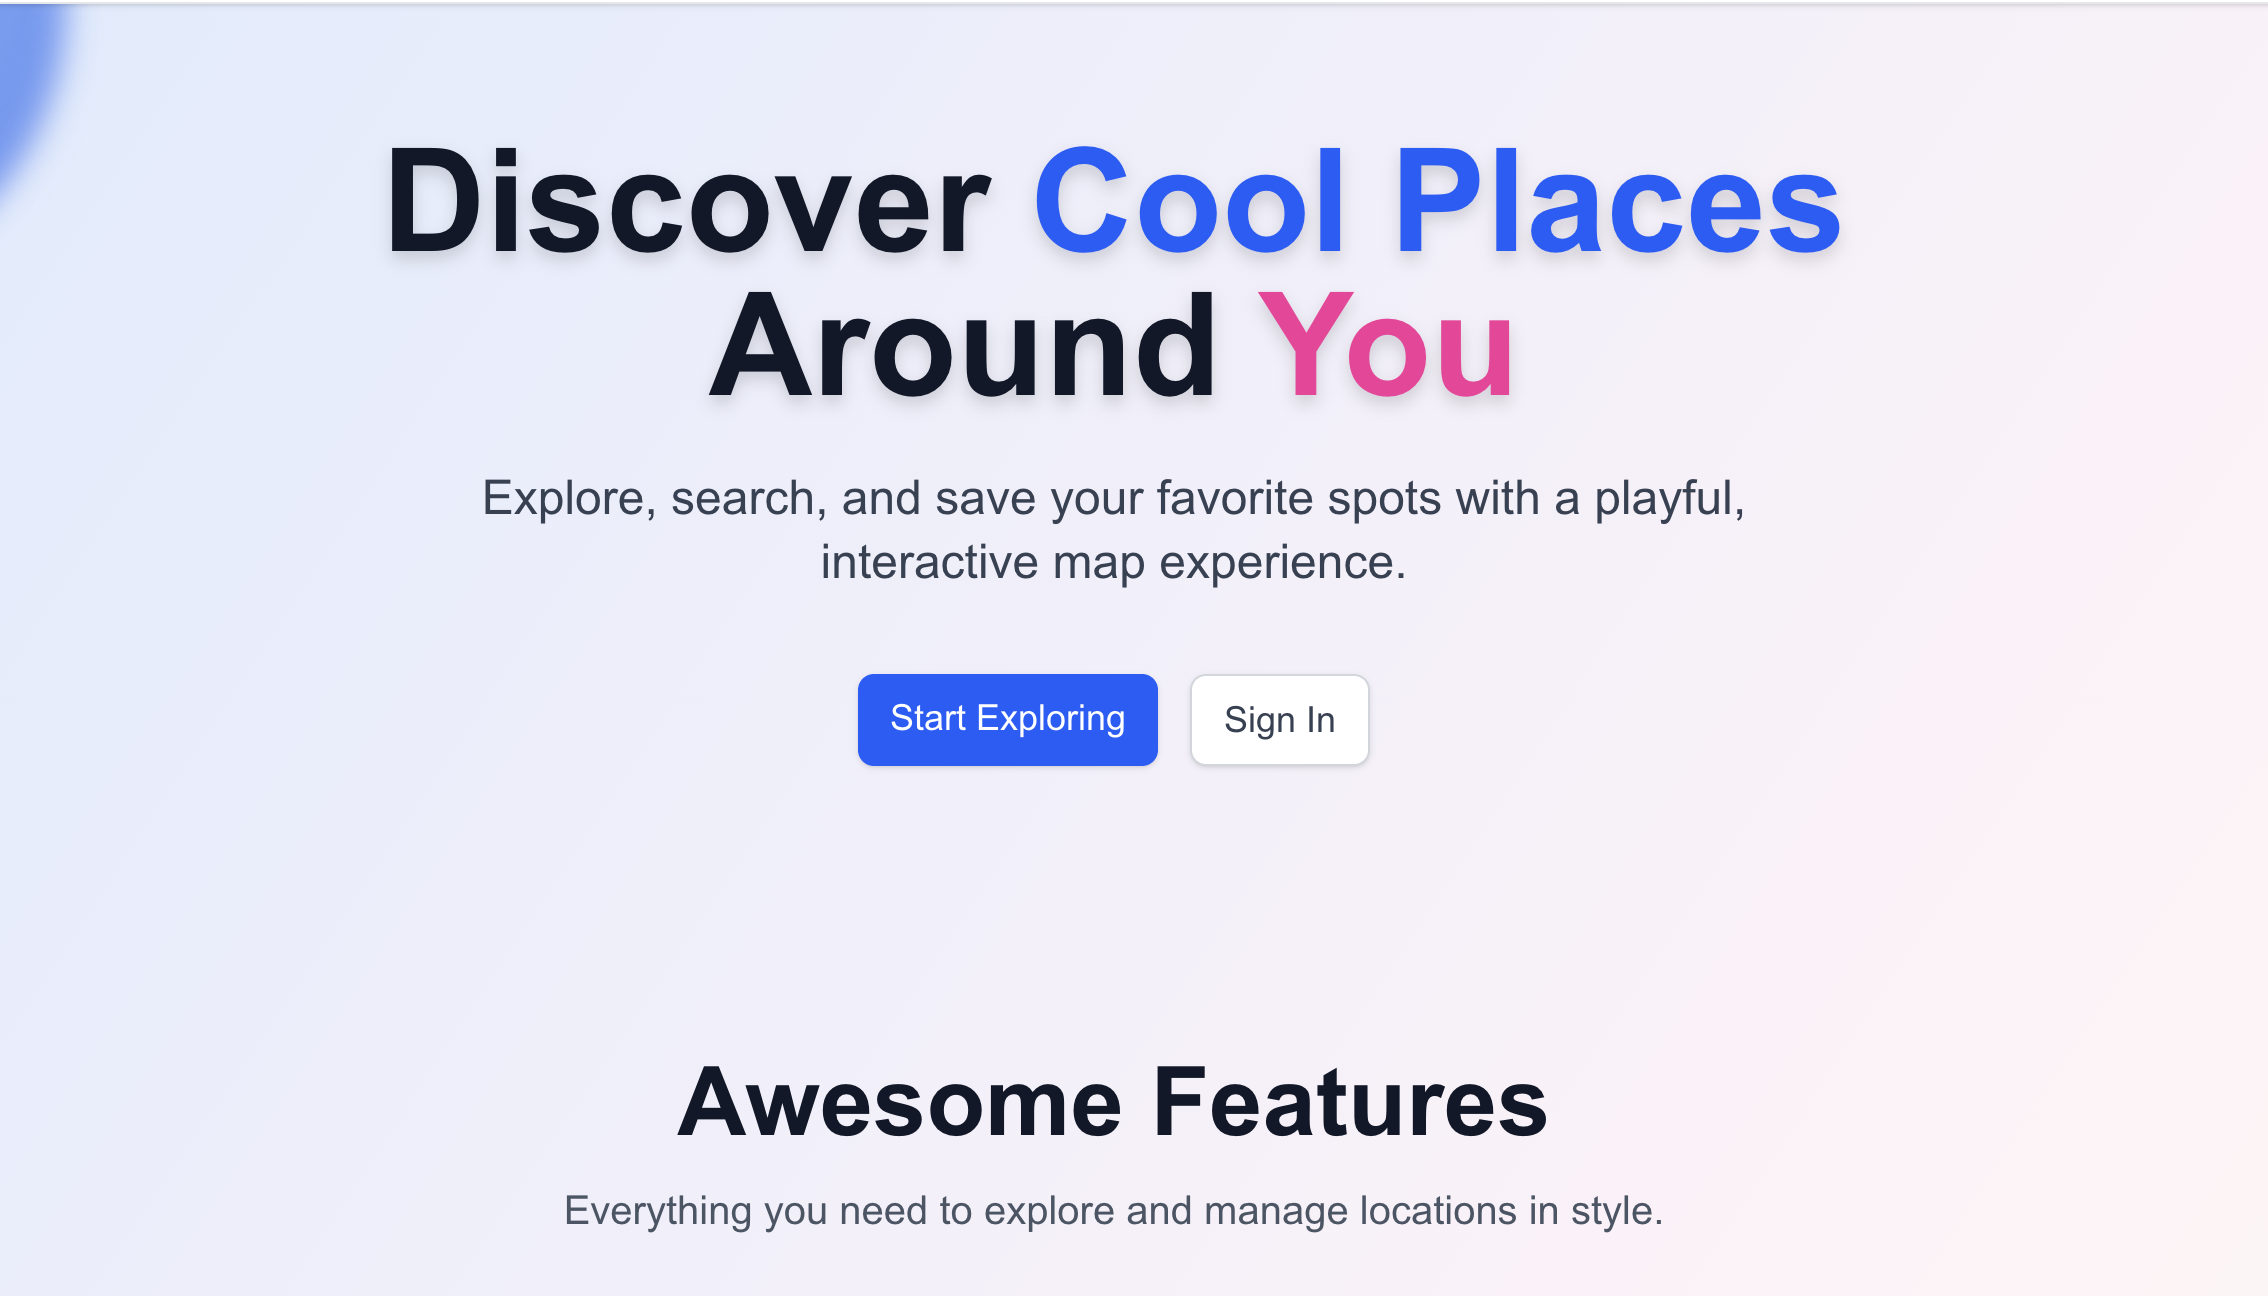 Discover Cool Places
Around You
Explore, search, and save your favorite spots with a playful,
interactive map experience.
Start Exploring
Sign In
Awesome Features
Everything you need to explore and manage locations in style.